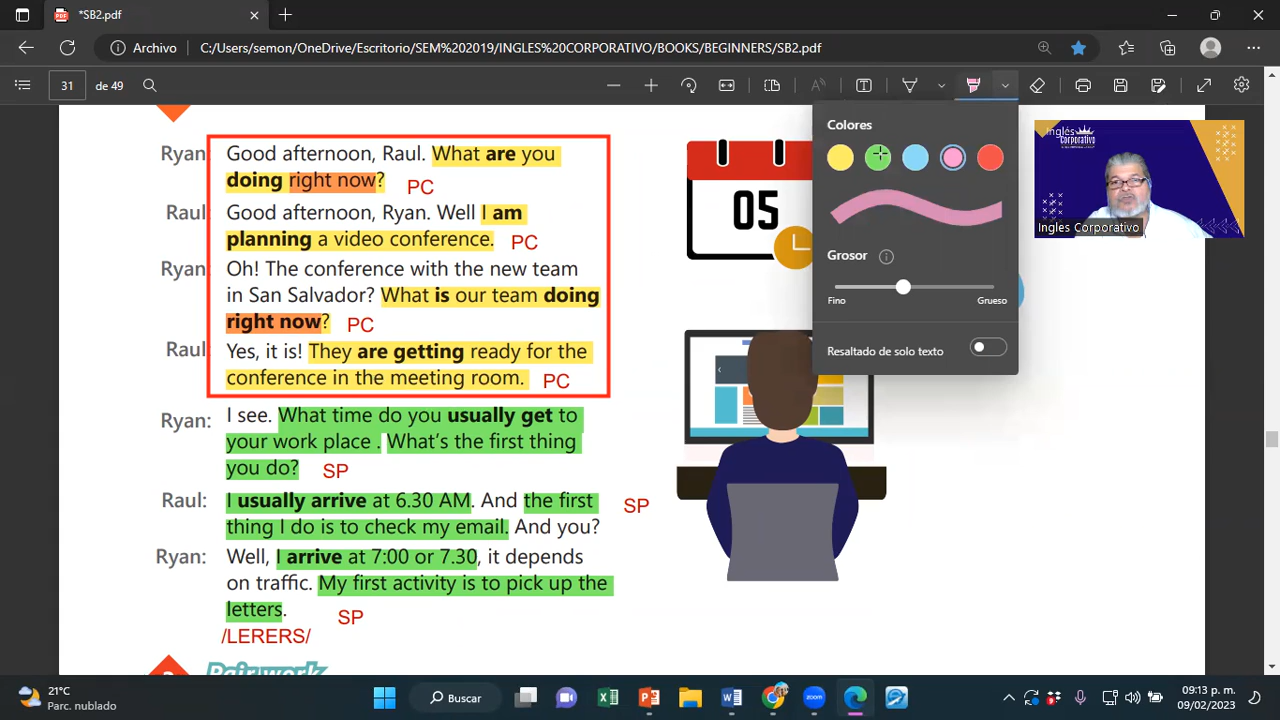 *SB2.pdf
Archivo
C:/Users/semon/OneDrive/Escritorio/SEM%202019/INGLES%20CORPORATIVO/BOOKS/BEGINNERS/SB2.pdf
31 de 49
Ryan: Good afternoon, Raul. What are you
doing right now? PC
Raul: Good afternoon, Ryan. Well I am
planning a video conference. PC
Ryan: Oh! The conference with the new team
in San Salvador? What is our team doing
right now? PC
Raul: Yes, it is! They are getting ready for the
conference in the meeting room. PC
Ryan: I see. What time do you usually get to
your work place . What's the first thing
you do? SP
Raul: I usually arrive at 6.30 AM. And the first SP
thing I do is to check my email. And you?
Ryan: Well, I arrive at 7:00 or 7.30, it depends
on traffic. My first activity is to pick up the
letters. SP
/LERERS/
Pair work
05
Colores
Grosor
Fino
Grueso
Resaltado de solo texto
Inglés
Corporativo
Ingles Corporativo
21°C
Parc. nublado
Buscar
zoom
09:13 p. m.
09/02/2023